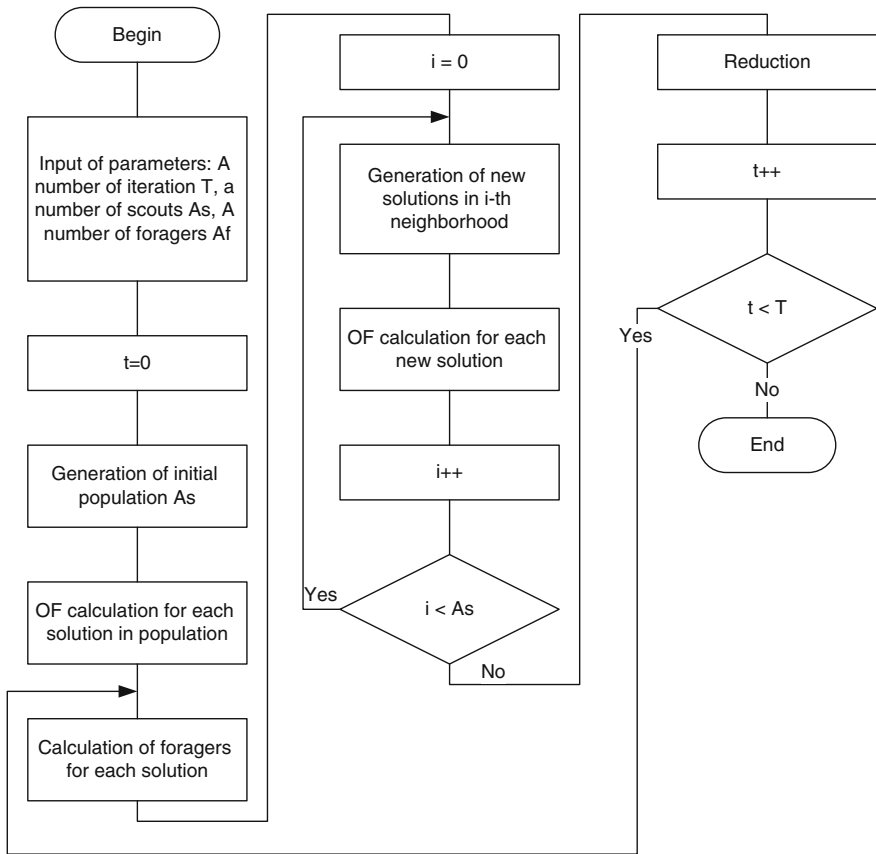 Begin
Input of parameters: A
number of iteration T, a
number of scouts As, A
number of foragers Af
t=0
Generation of initial
population As
OF calculation for each
solution in population
Calculation of foragers
for each solution
i = 0
Generation of new
solutions in i-th
neighborhood
OF calculation for each
new solution
i++
Yes
i < As
No
Reduction
t++
t < T
Yes
No
End